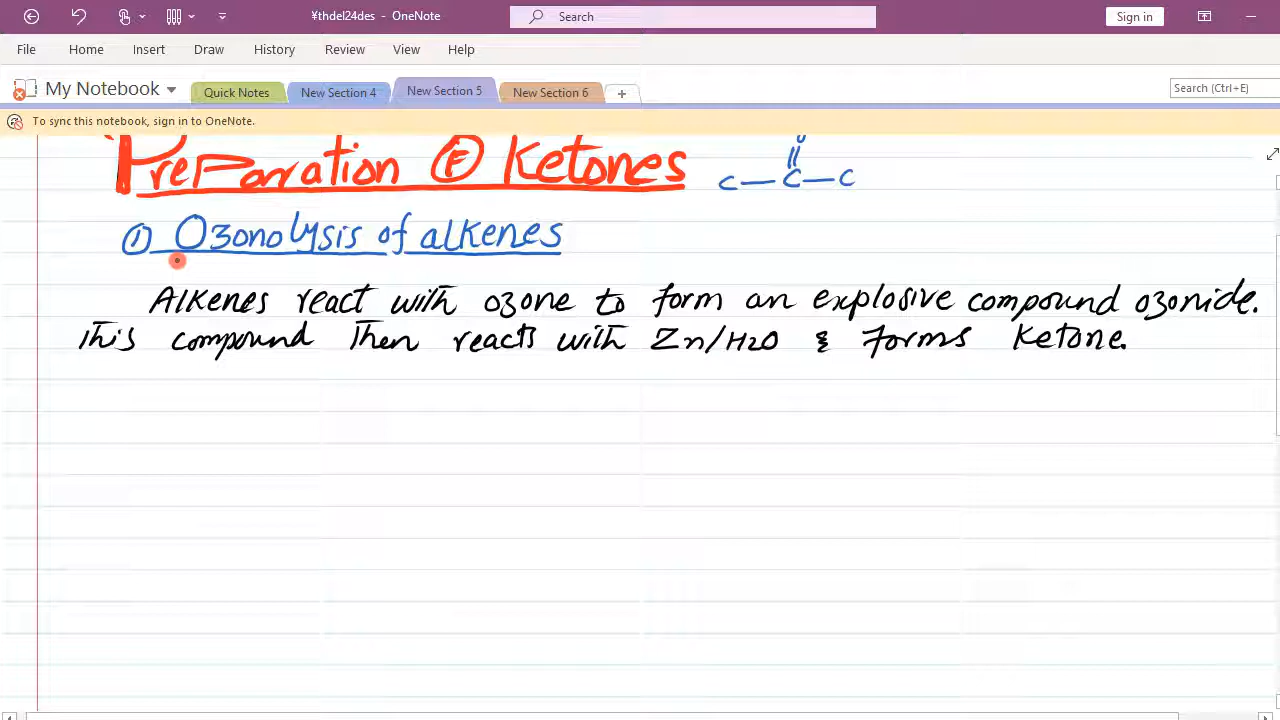 ¥thdel24des - OneNote
Search
Sign in
File Home Insert Draw History Review View Help
My Notebook Quick Notes New Section 4 New Section 5 New Section 6 + Search (Ctrl+E)
To sync this notebook, sign in to OneNote.
Preparation of Ketones
C — C — C
① Ozonolysis of alkenes
Alkenes react with ozone to form an explosive compound ozonide.
This compound Then reacts with Zn/H2O & Forms Ketone.